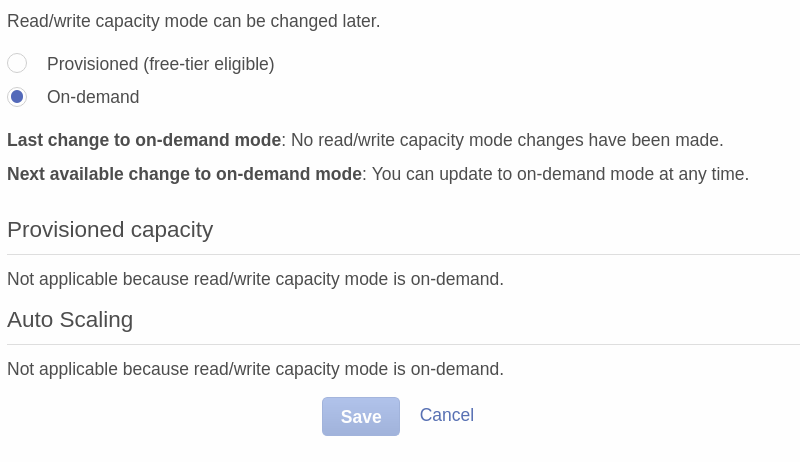 Read/write capacity mode can be changed later.
Provisioned (free-tier eligible)
On-demand
Last change to on-demand mode: No read/write capacity mode changes have been made.
Next available change to on-demand mode: You can update to on-demand mode at any time.
Provisioned capacity
Not applicable because read/write capacity mode is on-demand.
Auto Scaling
Not applicable because read/write capacity mode is on-demand.
Save Cancel